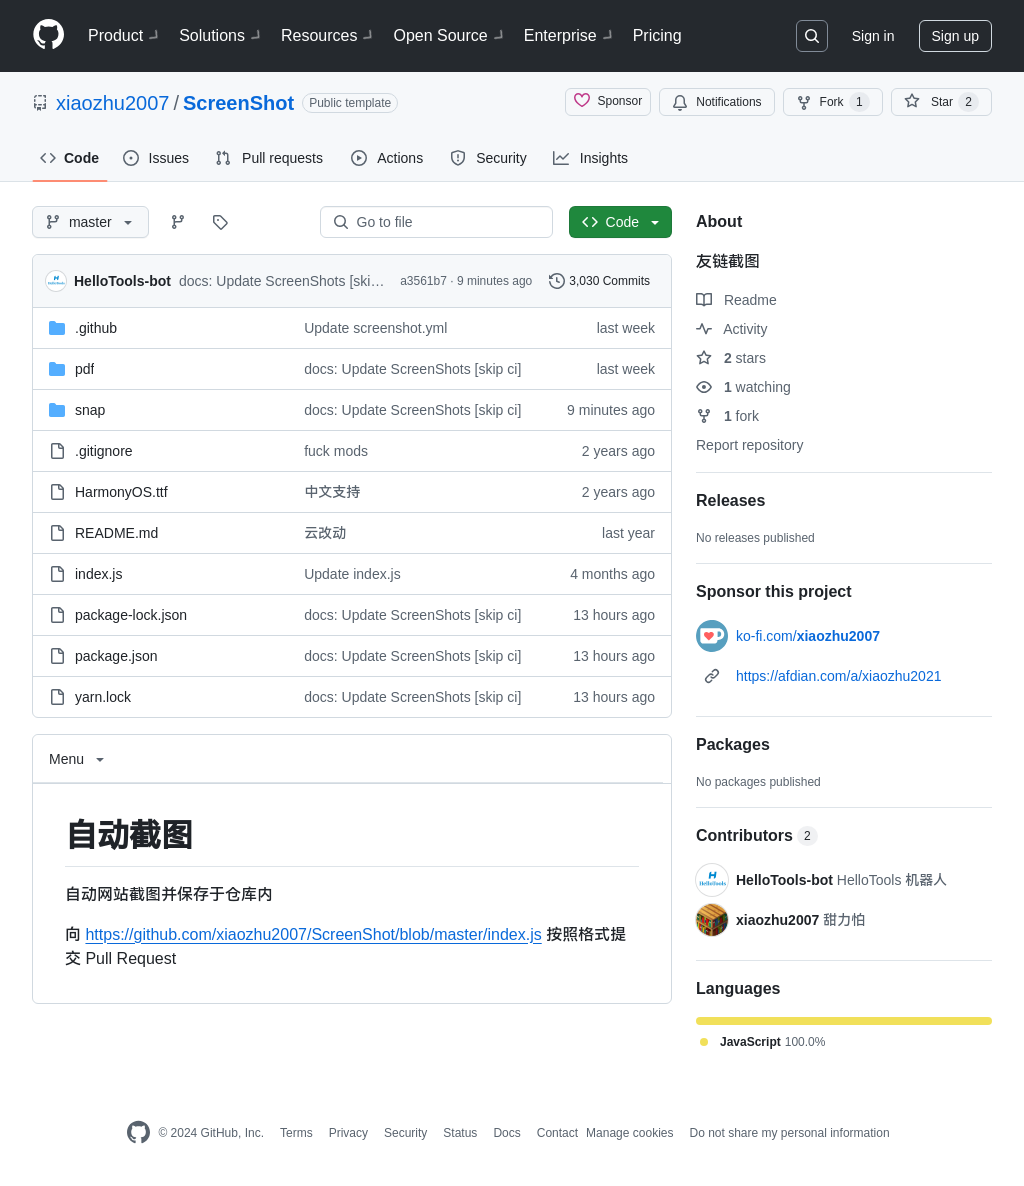 Product Solutions Resources Open Source Enterprise Pricing Sign in Sign up
xiaozhu2007 / ScreenShot Public template Sponsor Notifications Fork 1 Star 2
Code Issues Pull requests Actions Security Insights
master Go to file Code
HelloTools-bot docs: Update ScreenShots [ski… a3561b7 · 9 minutes ago 3,030 Commits
.github Update screenshot.yml last week
pdf docs: Update ScreenShots [skip ci] last week
snap docs: Update ScreenShots [skip ci] 9 minutes ago
.gitignore fuck mods 2 years ago
HarmonyOS.ttf 中文支持 2 years ago
README.md 云改动 last year
index.js Update index.js 4 months ago
package-lock.json docs: Update ScreenShots [skip ci] 13 hours ago
package.json docs: Update ScreenShots [skip ci] 13 hours ago
yarn.lock docs: Update ScreenShots [skip ci] 13 hours ago
Menu
自动截图
自动网站截图并保存于仓库内
向 https://github.com/xiaozhu2007/ScreenShot/blob/master/index.js 按照格式提
交 Pull Request
About
友链截图
Readme
Activity
2 stars
1 watching
1 fork
Report repository
Releases
No releases published
Sponsor this project
ko-fi.com/xiaozhu2007
https://afdian.com/a/xiaozhu2021
Packages
No packages published
Contributors 2
HelloTools-bot HelloTools 机器人
xiaozhu2007 甜力怕
Languages
JavaScript 100.0%
© 2024 GitHub, Inc. Terms Privacy Security Status Docs Contact Manage cookies Do not share my personal information